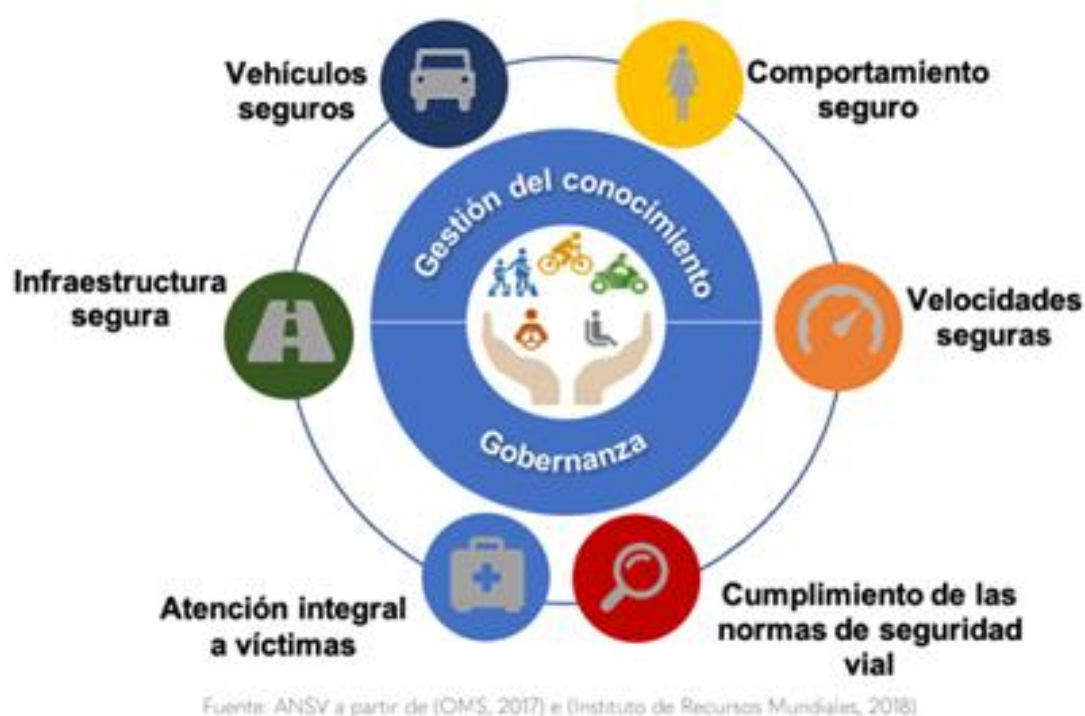 Vehículos
seguros
Comportamiento
seguro
Gestión del conocimiento
Infraestructura
segura
Velocidades
seguras
Gobernanza
Atención integral
a víctimas
Cumplimiento de las
normas de seguridad
vial
Fuente: ANSV a partir de (OMS, 2017) e (Instituto de Recursos Mundiales, 2018)